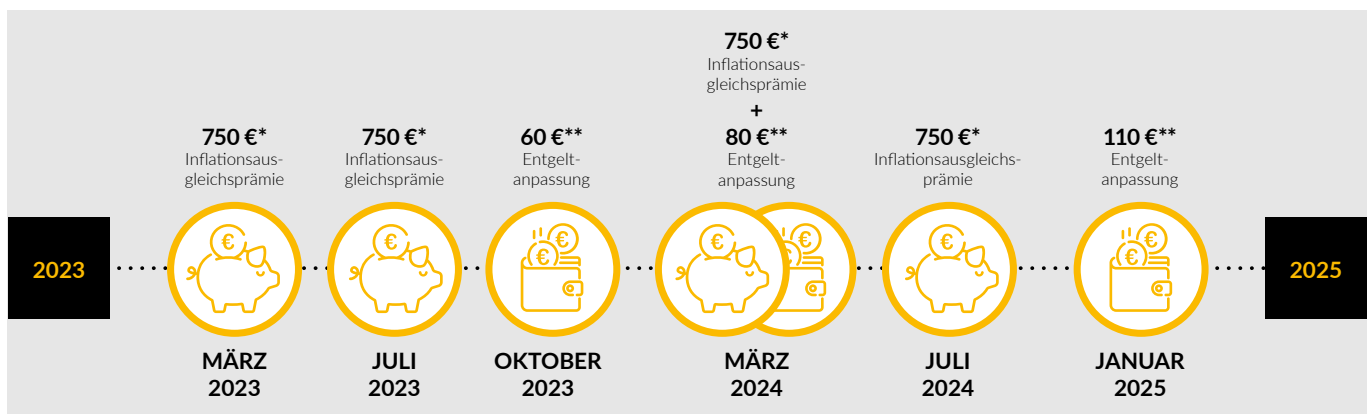 2023
750 €*
Inflationsaus-
gleichsprämie
MÄRZ
2023
750 €*
Inflationsaus-
gleichsprämie
JULI
2023
60 €**
Entgelt-
anpassung
OKTOBER
2023
750 €*
Inflationsaus-
gleichsprämie
+
80 €**
Entgelt-
anpassung
MÄRZ
2024
750 €*
Inflationsausgleichs-
prämie
JULI
2024
110 €**
Entgelt-
anpassung
JANUAR
2025
2025